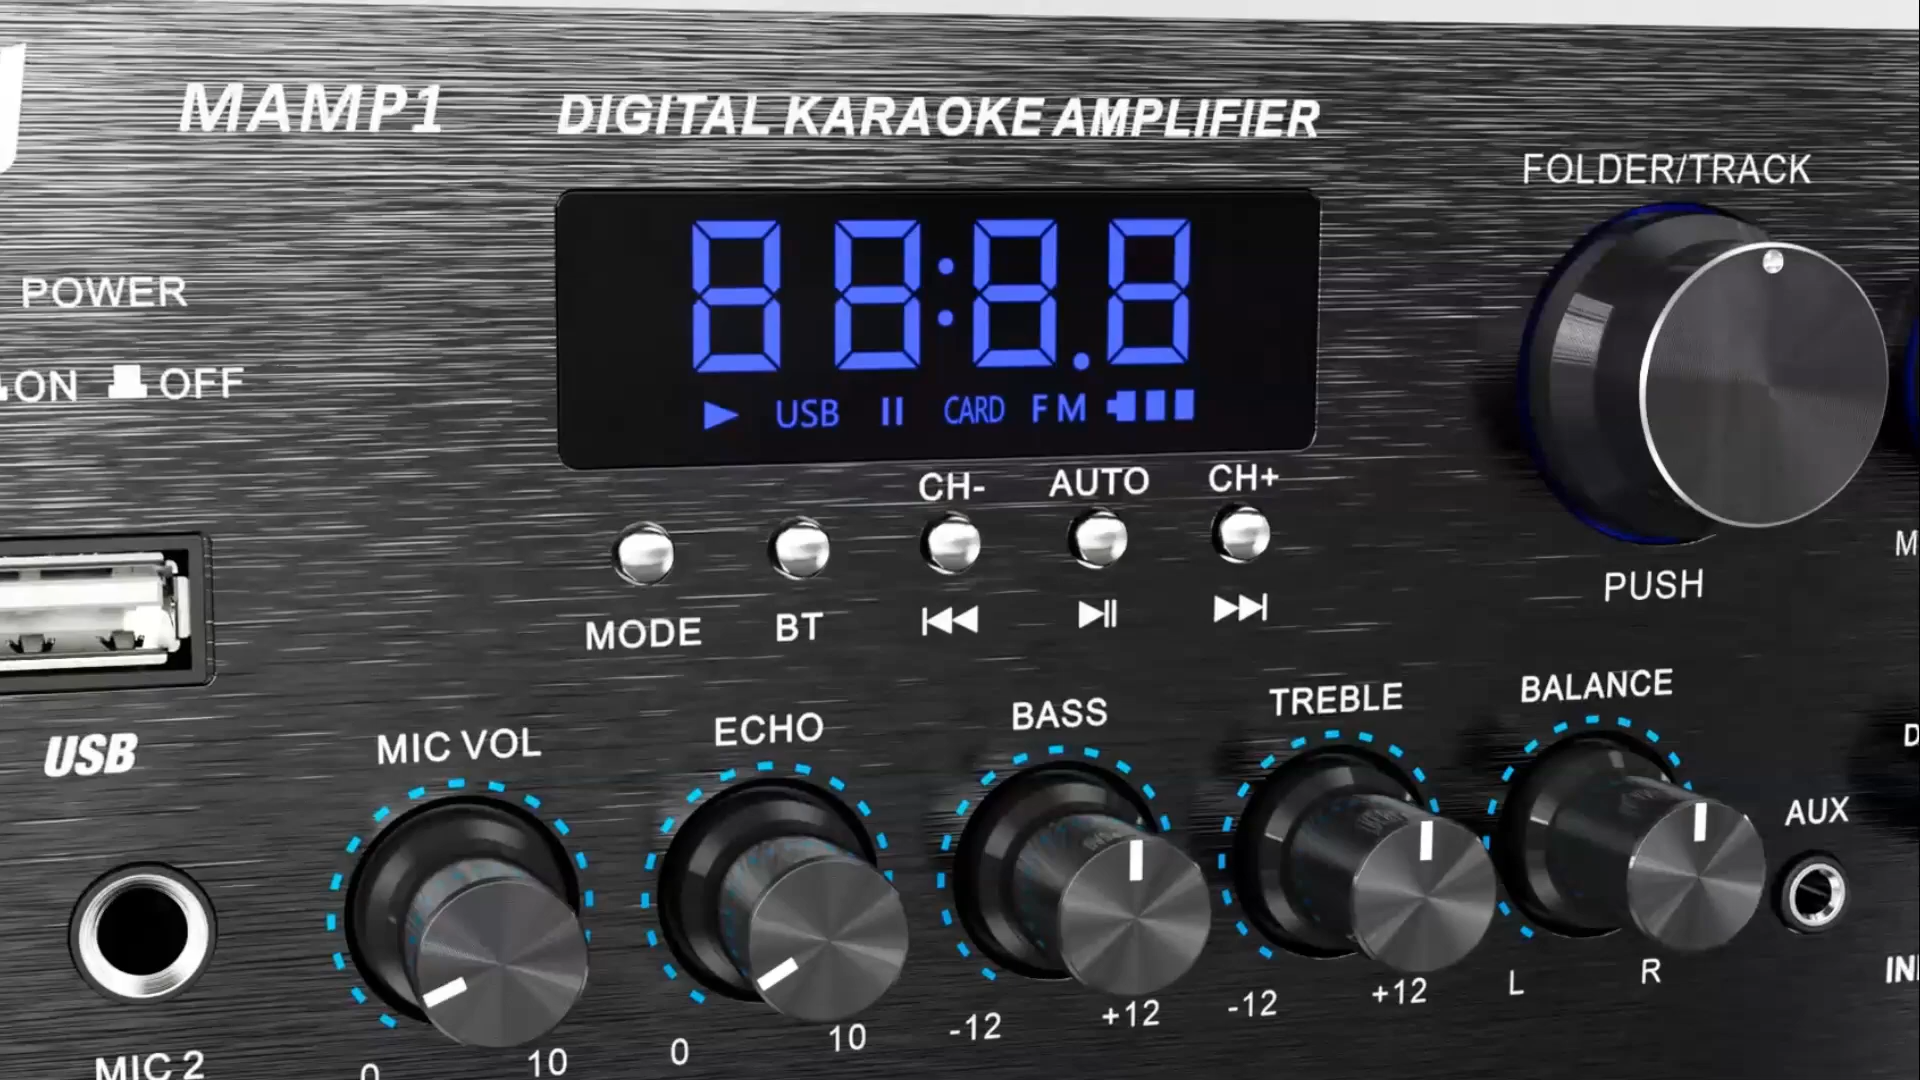 MAMP1
DIGITAL KARAOKE AMPLIFIER
FOLDER/TRACK
POWER
ON OFF
88:8.8
USB CARD FM
CH- AUTO CH+
MODE BT
PUSH
USB
MIC VOL
ECHO
BASS
TREBLE
BALANCE
AUX
0 10
0 10
-12 +12
-12 +12
L R
MIC 2